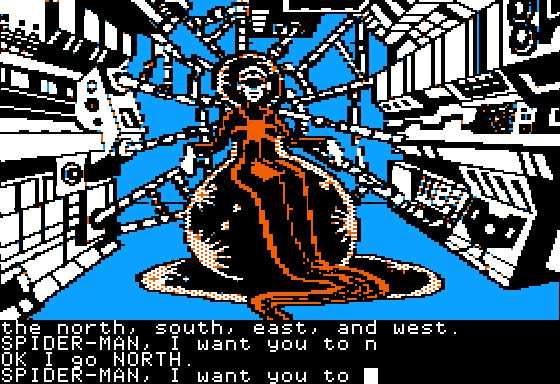 the north, south, east, and west.
SPIDER-MAN, I want you to n
OK I go NORTH.
SPIDER-MAN, I want you to